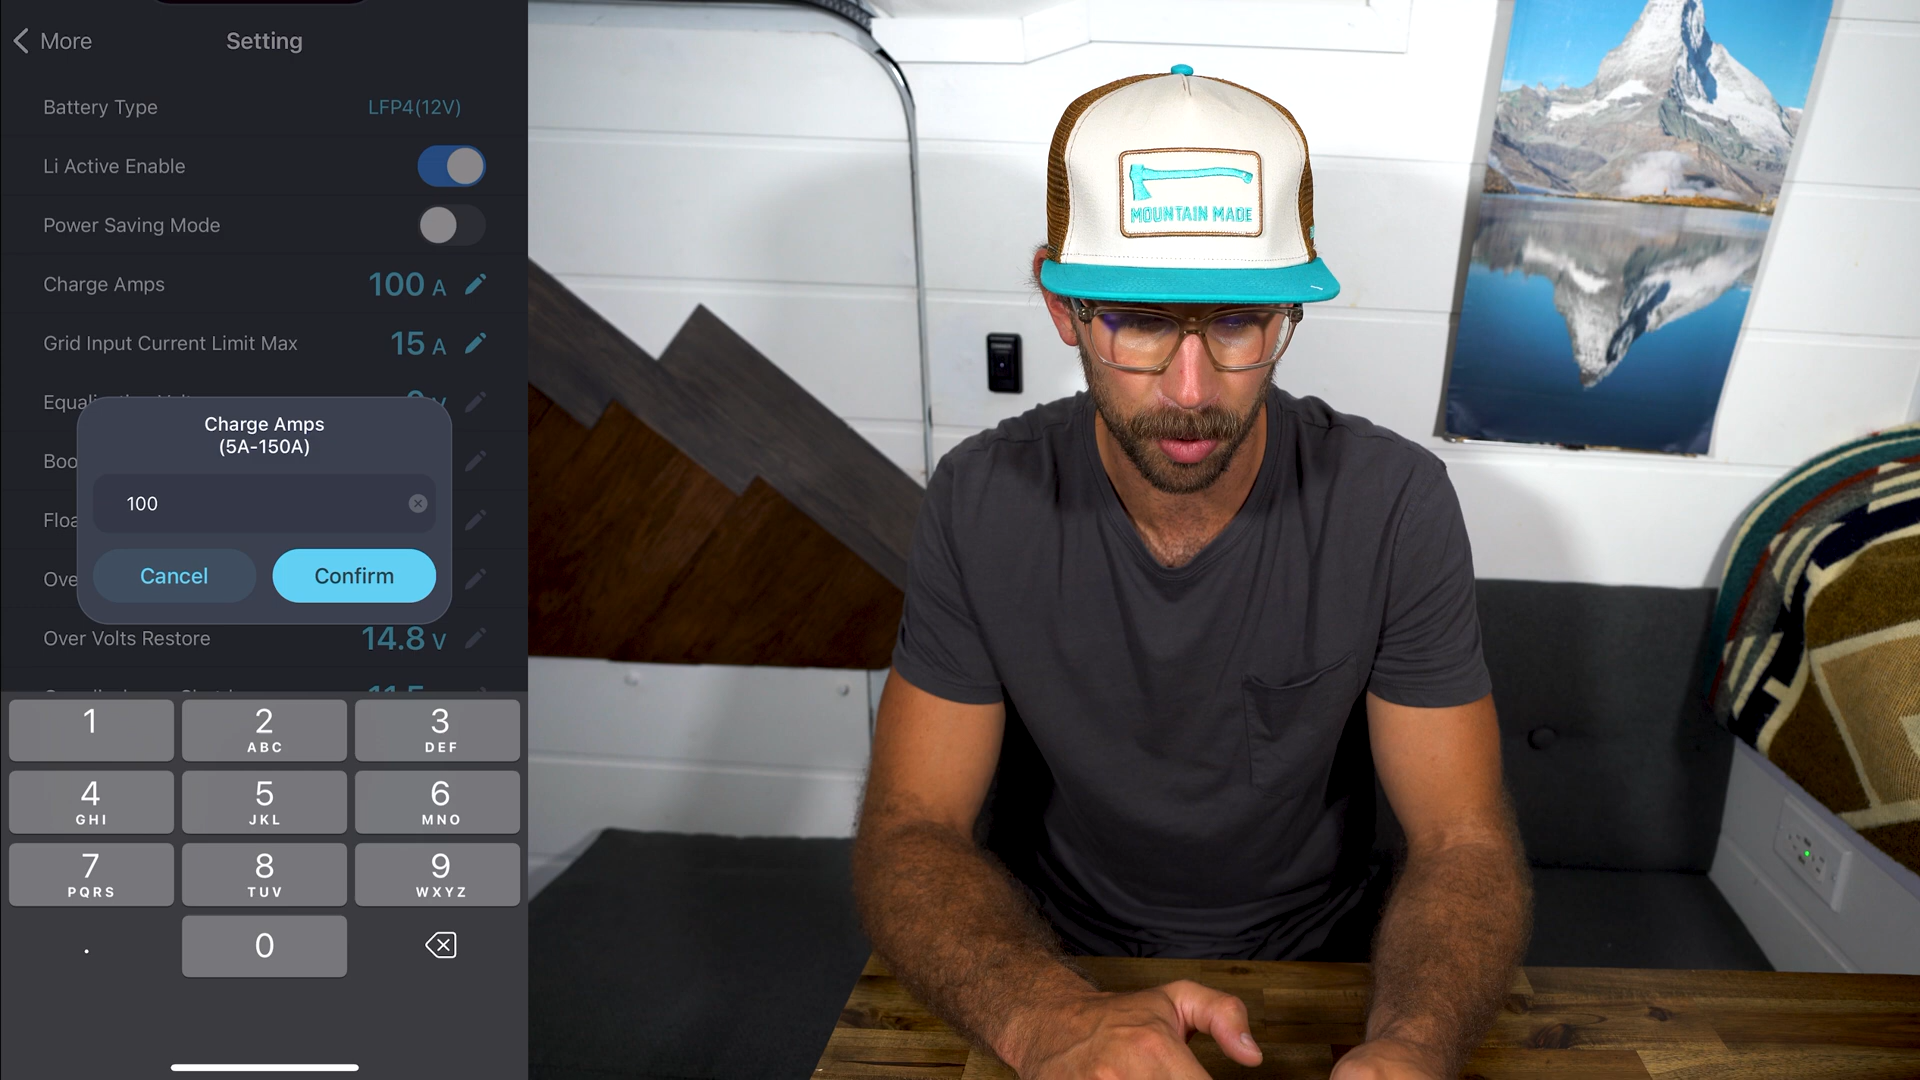 More
Setting
Battery Type
LFP4(12V)
Li Active Enable
Power Saving Mode
Charge Amps
100 A
Grid Input Current Limit Max
15 A
Charge Amps
(5A-150A)
100
Cancel
Confirm
Over Volts Restore
14.8 V
1
2
ABC
3
DEF
4
GHI
5
JKL
6
MNO
7
PQRS
8
TUV
9
WXYZ
.
0
MOUNTAIN MADE